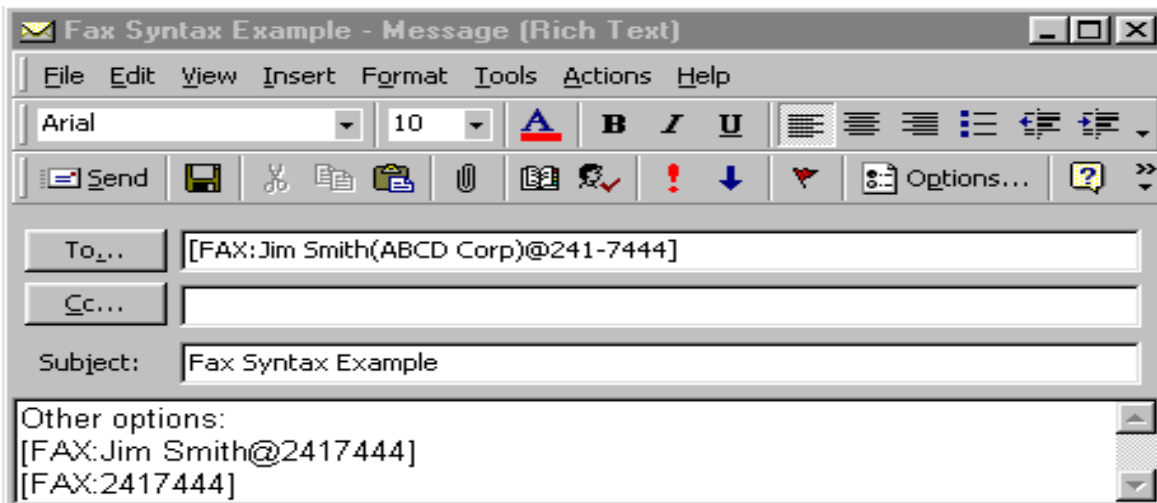 Fax Syntax Example - Message (Rich Text)
File Edit View Insert Format Tools Actions Help
Arial 10 A B I U
Send Options...
To... [FAX:Jim Smith(ABCD Corp)@241-7444]
Cc...
Subject: Fax Syntax Example
Other options:
[FAX:Jim Smith@2417444]
[FAX:2417444]